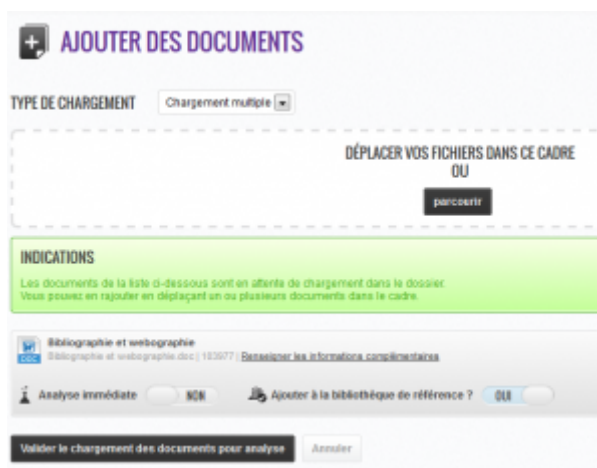 AJOUTER DES DOCUMENTS
TYPE DE CHARGEMENT Chargement multiple
DÉPLACER VOS FICHIERS DANS CE CADRE
OU
parcourir
INDICATIONS
Les documents de la liste ci-dessous sont en attente de chargement dans le dossier.
Vous pouvez en rajouter en déplaçant un ou plusieurs documents dans le cadre.
Bibliographie et webographie
DOC Bibliographie et webographie.doc | 103977 | Renseigner les informations complémentaires
Analyse immédiate NON Ajouter à la bibliothèque de référence ? OUI
Valider le chargement des documents pour analyse Annuler